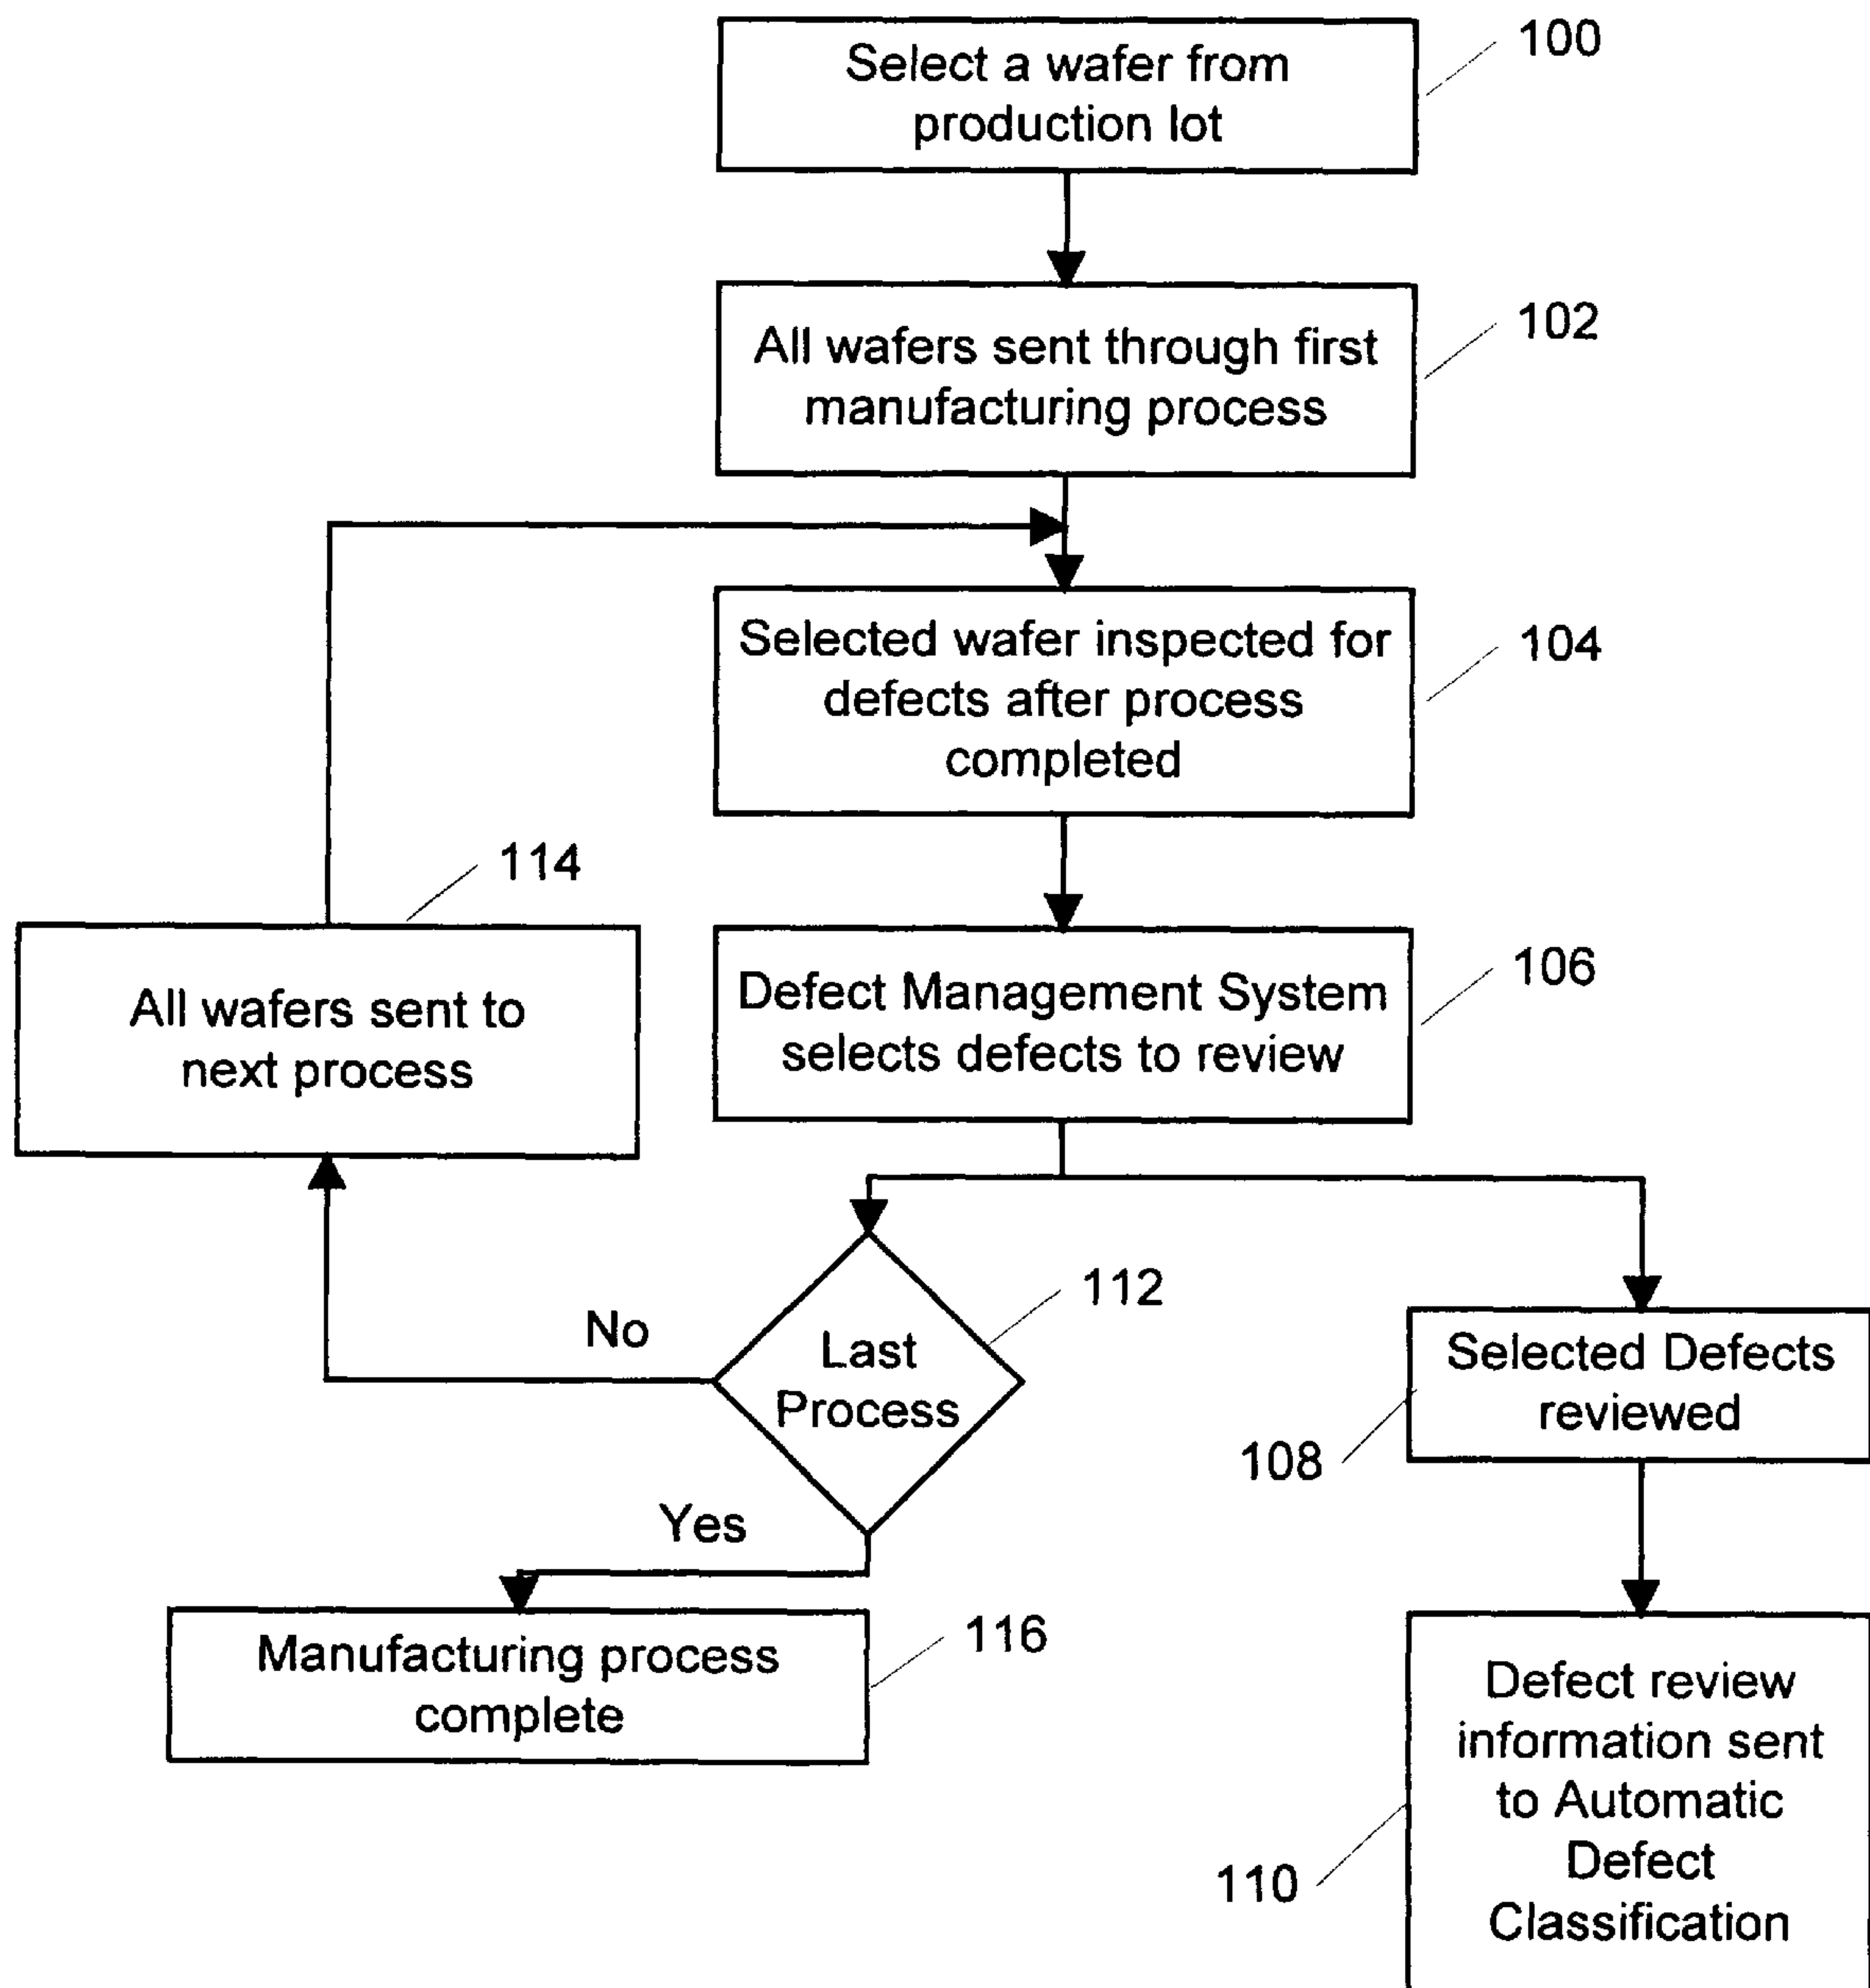 Select a wafer from
production lot
100
All wafers sent through first
manufacturing process
102
Selected wafer inspected for
defects after process
completed
104
114
All wafers sent to
next process
Defect Management System
selects defects to review
106
112
No
Last
Process
Selected Defects
reviewed
108
Yes
Manufacturing process
complete
116
Defect review
information sent
to Automatic
Defect
Classification
110